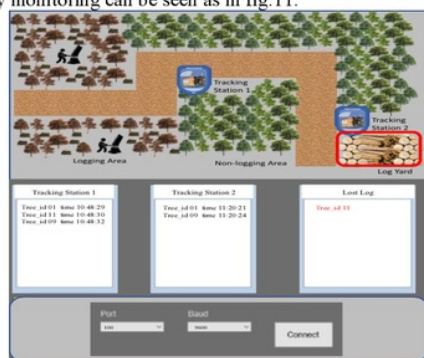 y monitoring can be seen as in fig.11.
Tracking
Station 1
Tracking
Station 2
Logging Area
Non-logging Area
Log Yard
Tracking Station 1
Tree_id 01 time 10:48:29
Tree_id 11 time 10:48:30
Tree_id 09 time 10:48:32
Tracking Station 2
Tree_id 01 time 11:20:21
Tree_id 09 time 11:20:24
Lost Log
Tree_id 11
Port
Baud
Connect